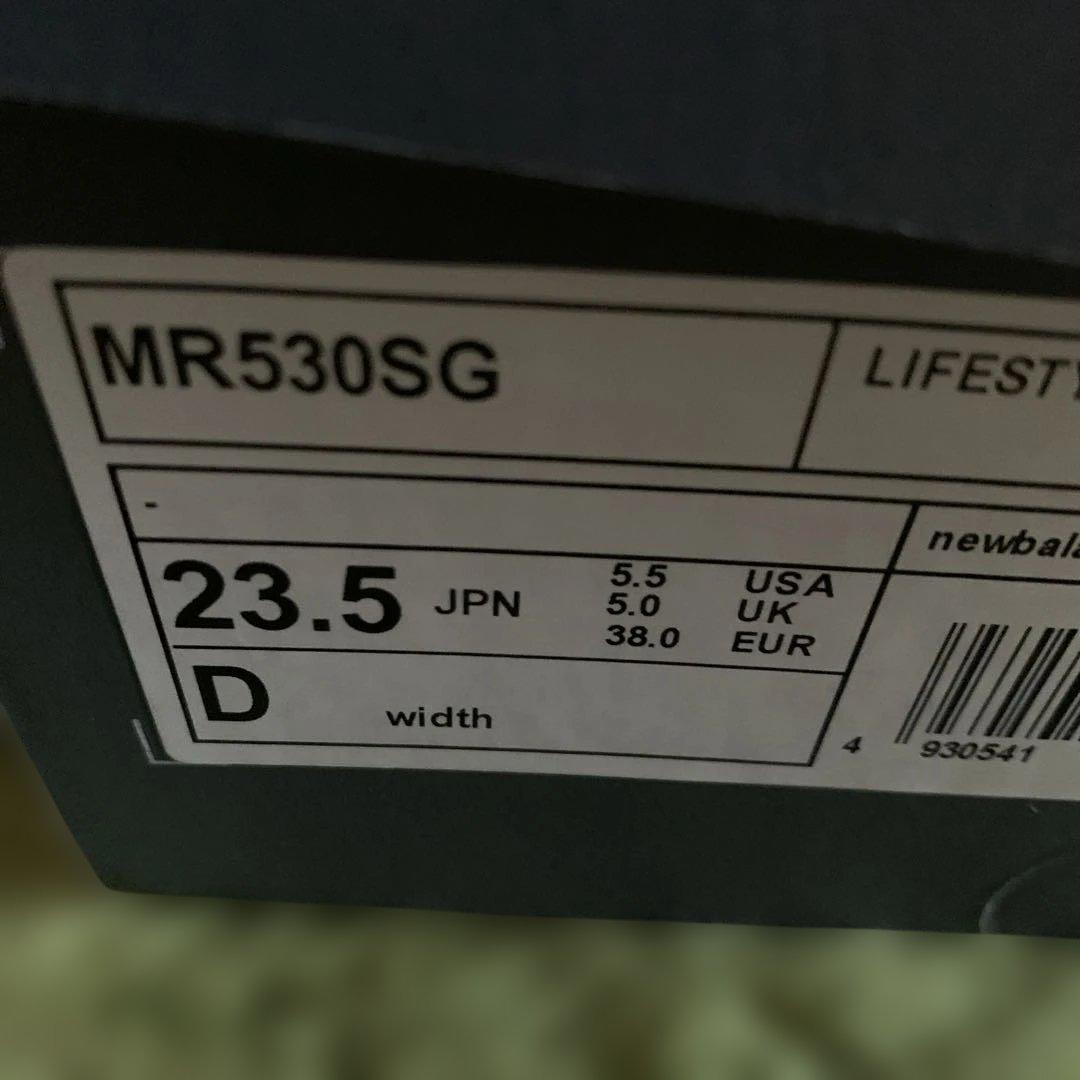 MR530SG
LIFESTY
-
newbala
23.5 JPN
5.5 USA
5.0 UK
38.0 EUR
D width
4 930541